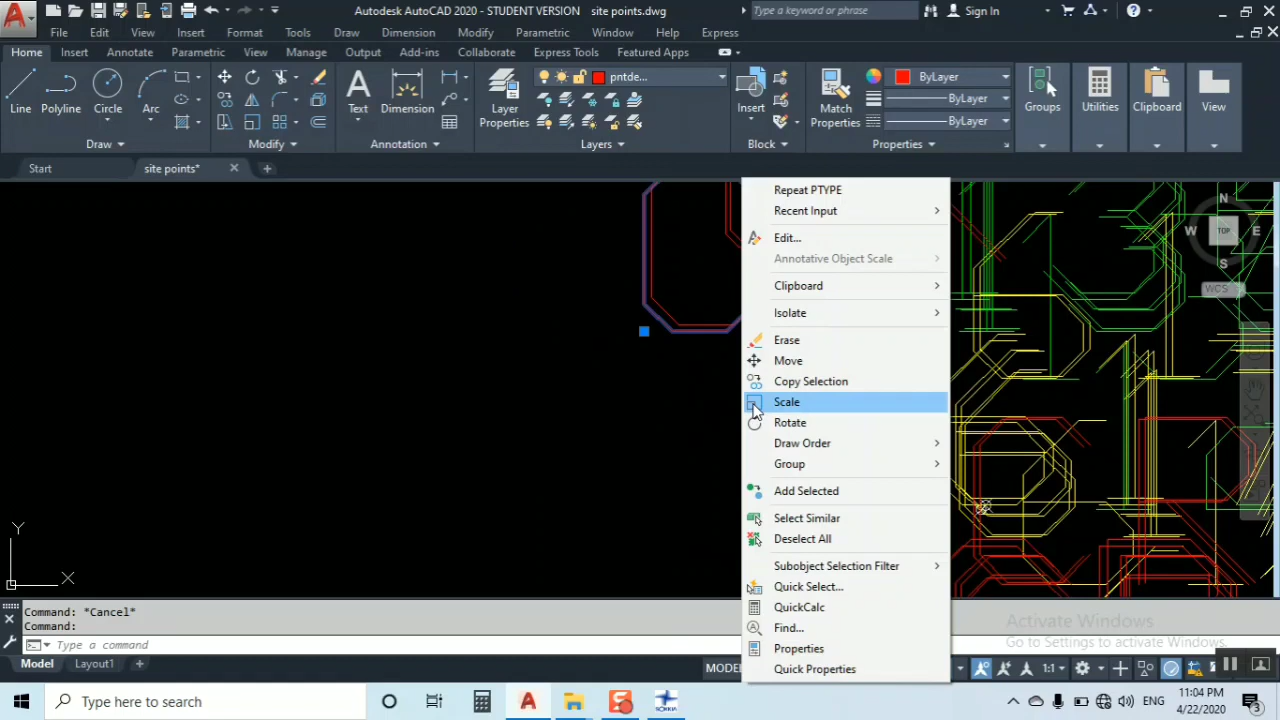 Autodesk AutoCAD 2020 - STUDENT VERSION site points.dwg
Type a keyword or phrase
Sign In
File Edit View Insert Format Tools Draw Dimension Modify Parametric Window Help Express
Home Insert Annotate Parametric View Manage Output Add-ins Collaborate Express Tools Featured Apps
Line Polyline Circle Arc
Text Dimension
Layer Properties
pntde...
Insert
Match Properties
ByLayer
ByLayer
ByLayer
Groups Utilities Clipboard View
Draw Modify Annotation Layers Block Properties
Start site points*
Repeat PTYPE
Recent Input
Edit...
Annotative Object Scale
Clipboard
Isolate
Erase
Move
Copy Selection
Scale
Rotate
Draw Order
Group
Add Selected
Select Similar
Deselect All
Subobject Selection Filter
Quick Select...
QuickCalc
Find...
Properties
Quick Properties
N
W TOP E
S
WCS
Y
X
Command: *Cancel*
Command:
Type a command
Activate Windows
Go to Settings to activate Windows.
Model Layout1
MODEL
1:1
Type here to search
ENG
11:04 PM
4/22/2020
3